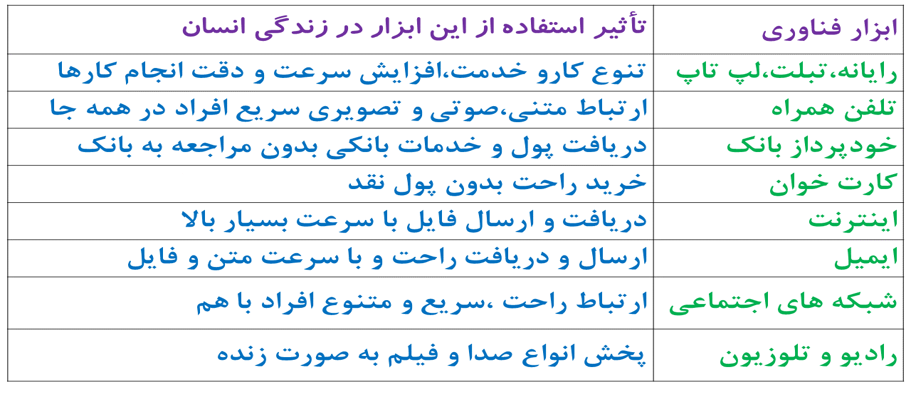 ابزار فناوری	تأثیر استفاده از این ابزار در زندگی انسان
رایانه،تبلت،لپ تاپ	تنوع کارو خدمت،افزایش سرعت و دقت انجام کارها
تلفن همراه	ارتباط متنی،صوتی و تصویری سریع افراد در همه جا
خودپرداز بانک	دریافت پول و خدمات بانکی بدون مراجعه به بانک
کارت خوان	خرید راحت بدون پول نقد
اینترنت	دریافت و ارسال فایل با سرعت بسیار بالا
ایمیل	ارسال و دریافت راحت و با سرعت متن و فایل
شبکه های اجتماعی	ارتباط راحت ،سریع و متنوع افراد با هم
رادیو و تلوزیون	پخش انواع صدا و فیلم به صورت زنده